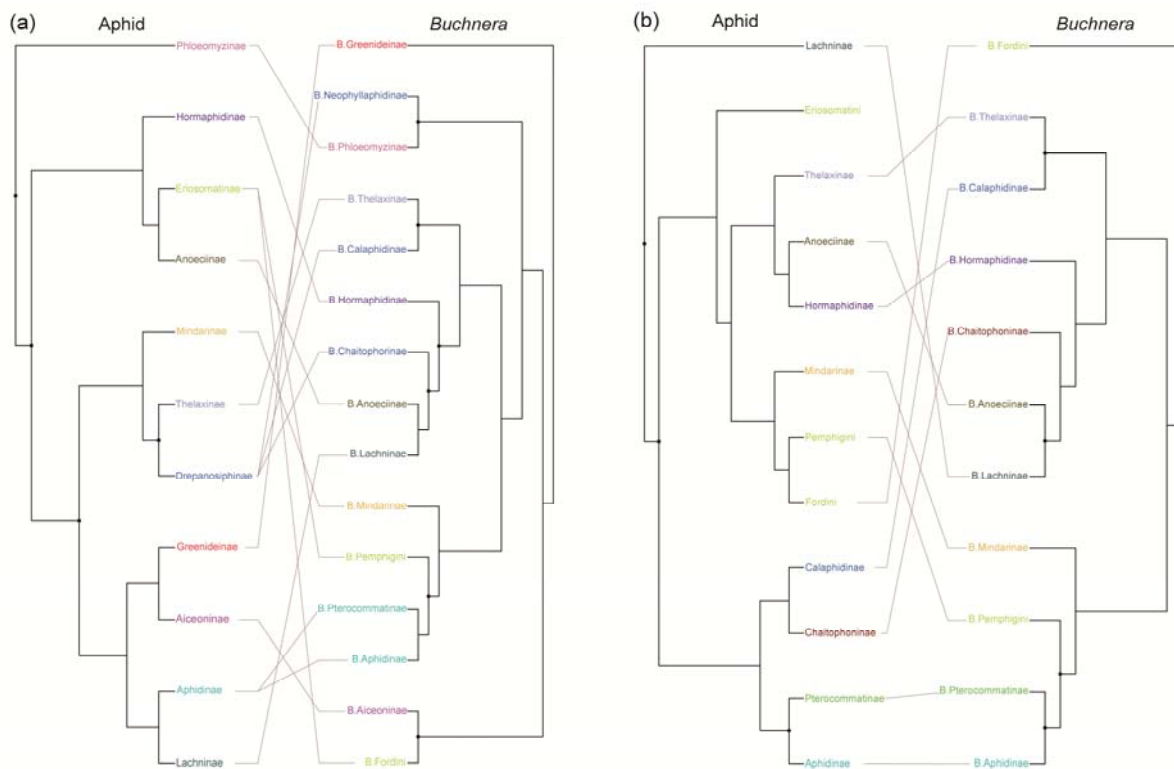 (a)
Aphid
Buchnera
Phloeomyzinae
Hormaphidinae
Eriosomatinae
Anoeciinae
Mindarinae
Thelaxinae
Drepanosiphinae
Greenideinae
Aiceoninae
Aphidinae
Lachninae
B.Greenideinae
B.Neophyllaphidinae
B.Phloeomyzinae
B.Thelaxinae
B.Calaphidinae
B.Hormaphidinae
B.Chaitophorinae
B.Anoeciinae
B.Lachninae
B.Mindarinae
B.Pemphigini
B.Pterocommatinae
B.Aphidinae
B.Aiceoninae
B.Fordini
(b)
Aphid
Buchnera
Lachninae
Eriosomatini
Thelaxinae
Anoeciinae
Hormaphidinae
Mindarinae
Pemphigini
Fordini
Calaphidinae
Chaitophoninae
Pterocommatinae
Aphidinae
B.Fordini
B.Thelaxinae
B.Calaphidinae
B.Hormaphidinae
B.Chaitophoninae
B.Anoeciinae
B.Lachninae
B.Mindarinae
B.Pemphigini
B.Pterocommatinae
B.Aphidinae